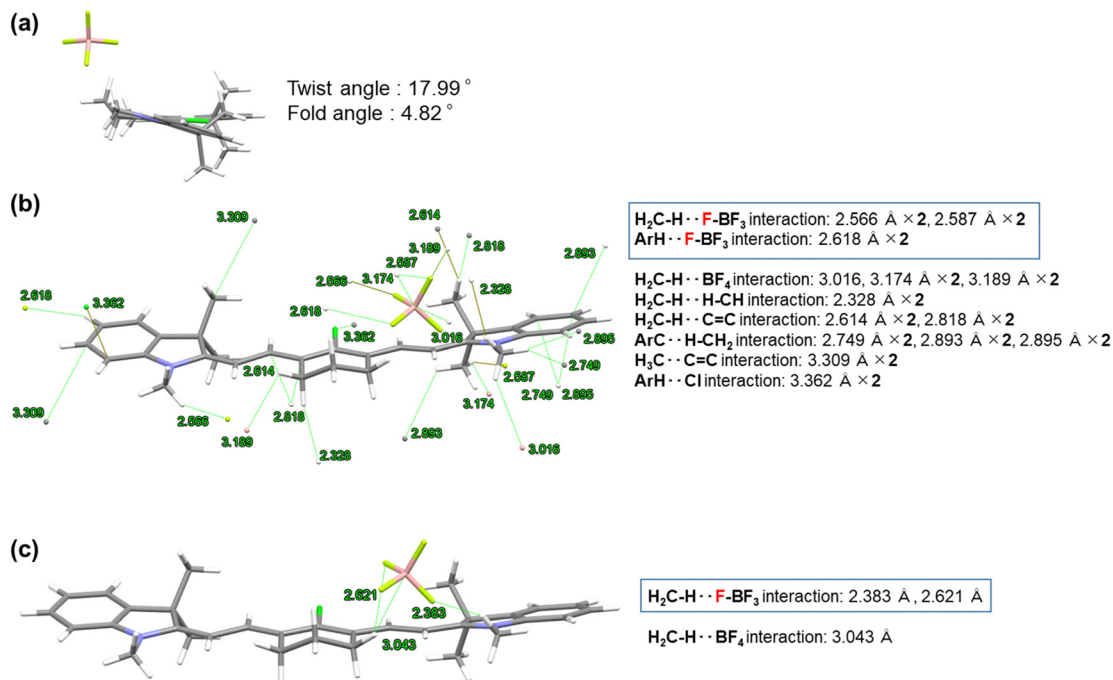 (a)
Twist angle : 17.99°
Fold angle : 4.82°
(b)
3.309
2.614
3.189
2.818
2.893
2.587
3.174
2.566
2.328
2.618
3.362
2.618
3.362
3.016
2.895
2.749
2.614
2.587
3.309
2.566
2.818
3.174
2.749
2.895
3.189
2.893
3.016
2.328
H₂C-H··F-BF₃ interaction: 2.566 Å ×2, 2.587 Å ×2
ArH··F-BF₃ interaction: 2.618 Å ×2
H₂C-H··BF₄ interaction: 3.016, 3.174 Å ×2, 3.189 Å ×2
H₂C-H··H-CH interaction: 2.328 Å ×2
H₂C-H··C=C interaction: 2.614 Å ×2, 2.818 Å ×2
ArC··H-CH₂ interaction: 2.749 Å ×2, 2.893 Å ×2, 2.895 Å ×2
H₃C··C=C interaction: 3.309 Å ×2
ArH··Cl interaction: 3.362 Å ×2
(c)
2.621
2.383
3.043
H₂C-H··F-BF₃ interaction: 2.383 Å, 2.621 Å
H₂C-H··BF₄ interaction: 3.043 Å